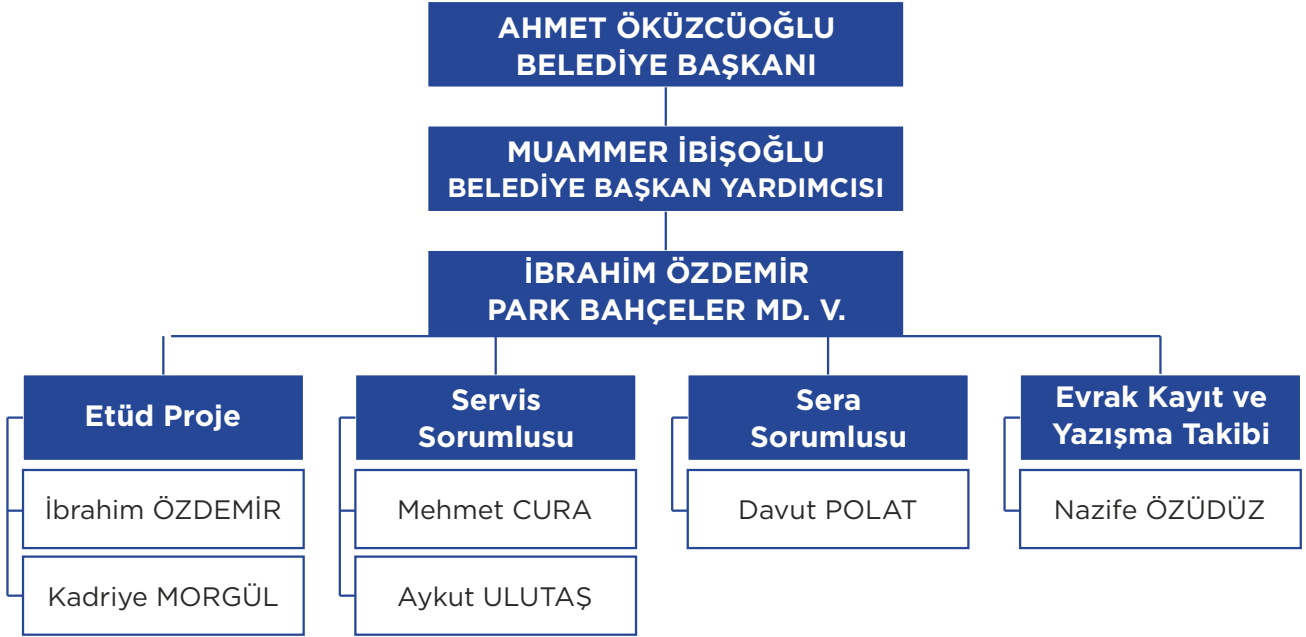 AHMET ÖKÜZCÜOĞLU
BELEDİYE BAŞKANI
MUAMMER İBİŞOĞLU
BELEDİYE BAŞKAN YARDIMCISI
İBRAHİM ÖZDEMİR
PARK BAHÇELER MD. V.
Etüd Proje
İbrahim ÖZDEMİR
Kadriye MORGÜL
Servis
Sorumlusu
Mehmet CURA
Aykut ULUTAŞ
Sera
Sorumlusu
Davut POLAT
Evrak Kayıt ve
Yazışma Takibi
Nazife ÖZÜDÜZ